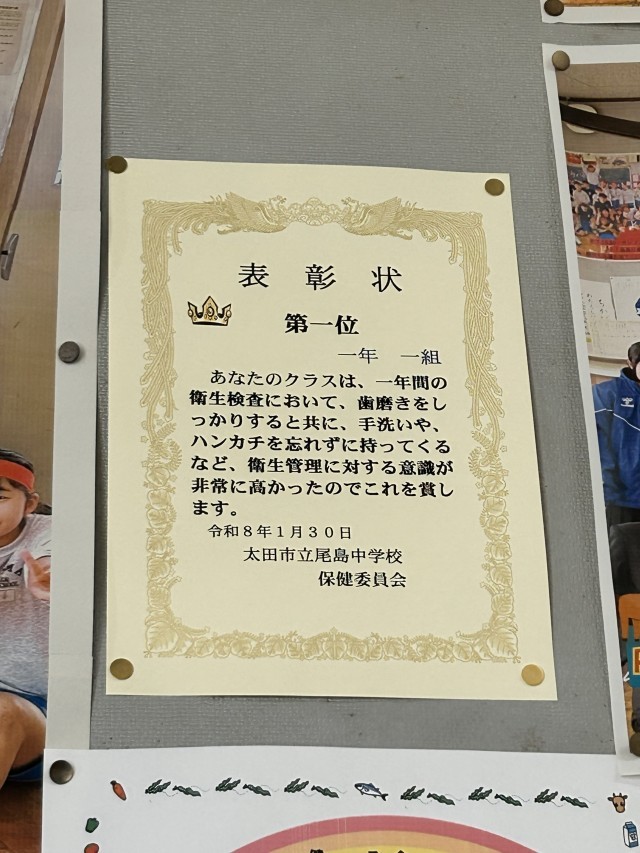 表彰状
第一位
一年　一組
あなたのクラスは、一年間の
衛生検査において、歯磨きをし
っかりすると共に、手洗いや、
ハンカチを忘れずに持ってくる
など、衛生管理に対する意識が
非常に高かったのでこれを賞し
ます。
令和８年１月３０日
太田市立尾島中学校
保健委員会